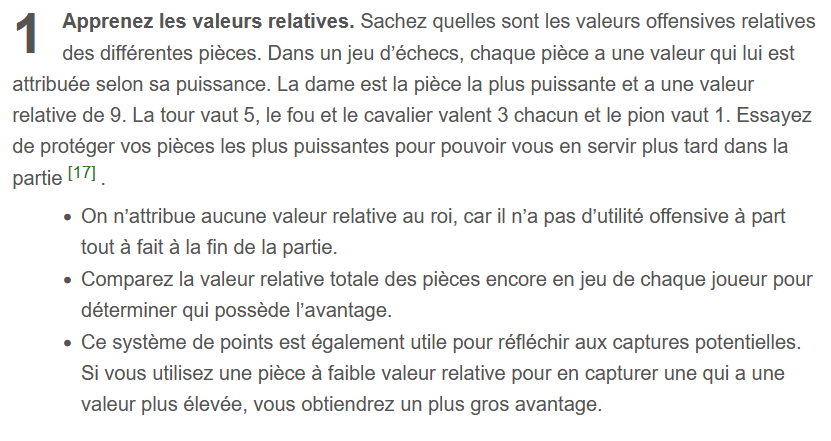 1 Apprenez les valeurs relatives. Sachez quelles sont les valeurs offensives relatives
des différentes pièces. Dans un jeu d’échecs, chaque pièce a une valeur qui lui est
attribuée selon sa puissance. La dame est la pièce la plus puissante et a une valeur
relative de 9. La tour vaut 5, le fou et le cavalier valent 3 chacun et le pion vaut 1. Essayez
de protéger vos pièces les plus puissantes pour pouvoir vous en servir plus tard dans la
partie [17] .
• On n’attribue aucune valeur relative au roi, car il n’a pas d’utilité offensive à part
tout à fait à la fin de la partie.
• Comparez la valeur relative totale des pièces encore en jeu de chaque joueur pour
déterminer qui possède l’avantage.
• Ce système de points est également utile pour réfléchir aux captures potentielles.
Si vous utilisez une pièce à faible valeur relative pour en capturer une qui a une
valeur plus élevée, vous obtiendrez un plus gros avantage.